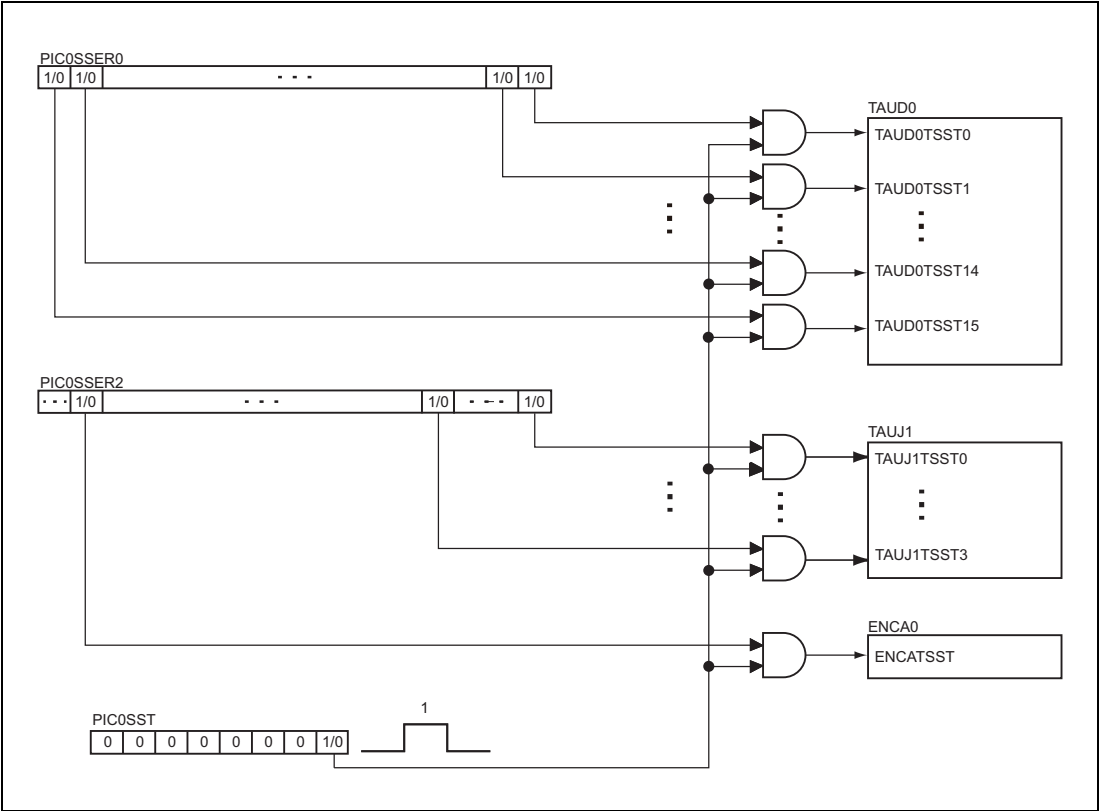 PIC0SSER0
1/0 1/0 · · · 1/0 1/0
TAUD0
TAUD0TSST0
TAUD0TSST1
TAUD0TSST14
TAUD0TSST15
PIC0SSER2
· · · 1/0 · · · 1/0 · · · 1/0
TAUJ1
TAUJ1TSST0
TAUJ1TSST3
ENCA0
ENCATSST
PIC0SST
1
0 0 0 0 0 0 0 1/0